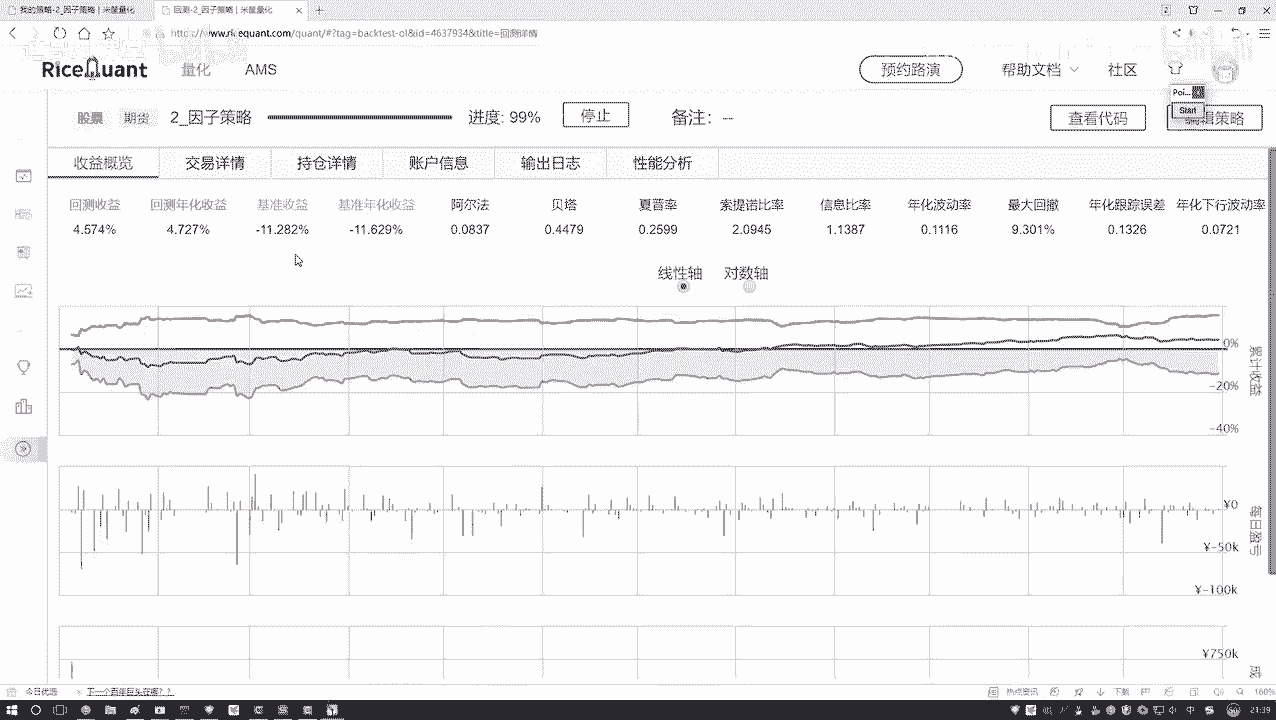 我的策略-2_因子策略 | 米筐量化
回测-2_因子策略 | 米筐量化
www.ricequant.com/quant/#?tag=backtest-ol&id=4637934&title=回测详情
RiceQuant 量化 AMS 预约路演 帮助文档 社区
Poi...
Start
股票 期货 2_因子策略 进度: 99% 停止 备注: -- 查看代码 编辑策略
收益概览 交易详情 持仓详情 账户信息 输出日志 性能分析
回测收益 回测年化收益 基准收益 基准年化收益 阿尔法 贝塔 夏普率 索提诺比率 信息比率 年化波动率 最大回撤 年化跟踪误差 年化下行波动率
4.574% 4.727% -11.282% -11.629% 0.0837 0.4479 0.2599 2.0945 1.1387 0.1116 9.301% 0.1326 0.0721
线性轴 对数轴
0%
-20%
-40%
累计收益
¥0
¥-50k
¥-100k
每日盈亏
¥750k
成
今日优选 下一个百年巨头在哪？？ 热点资讯 下载 160%
中 21:39